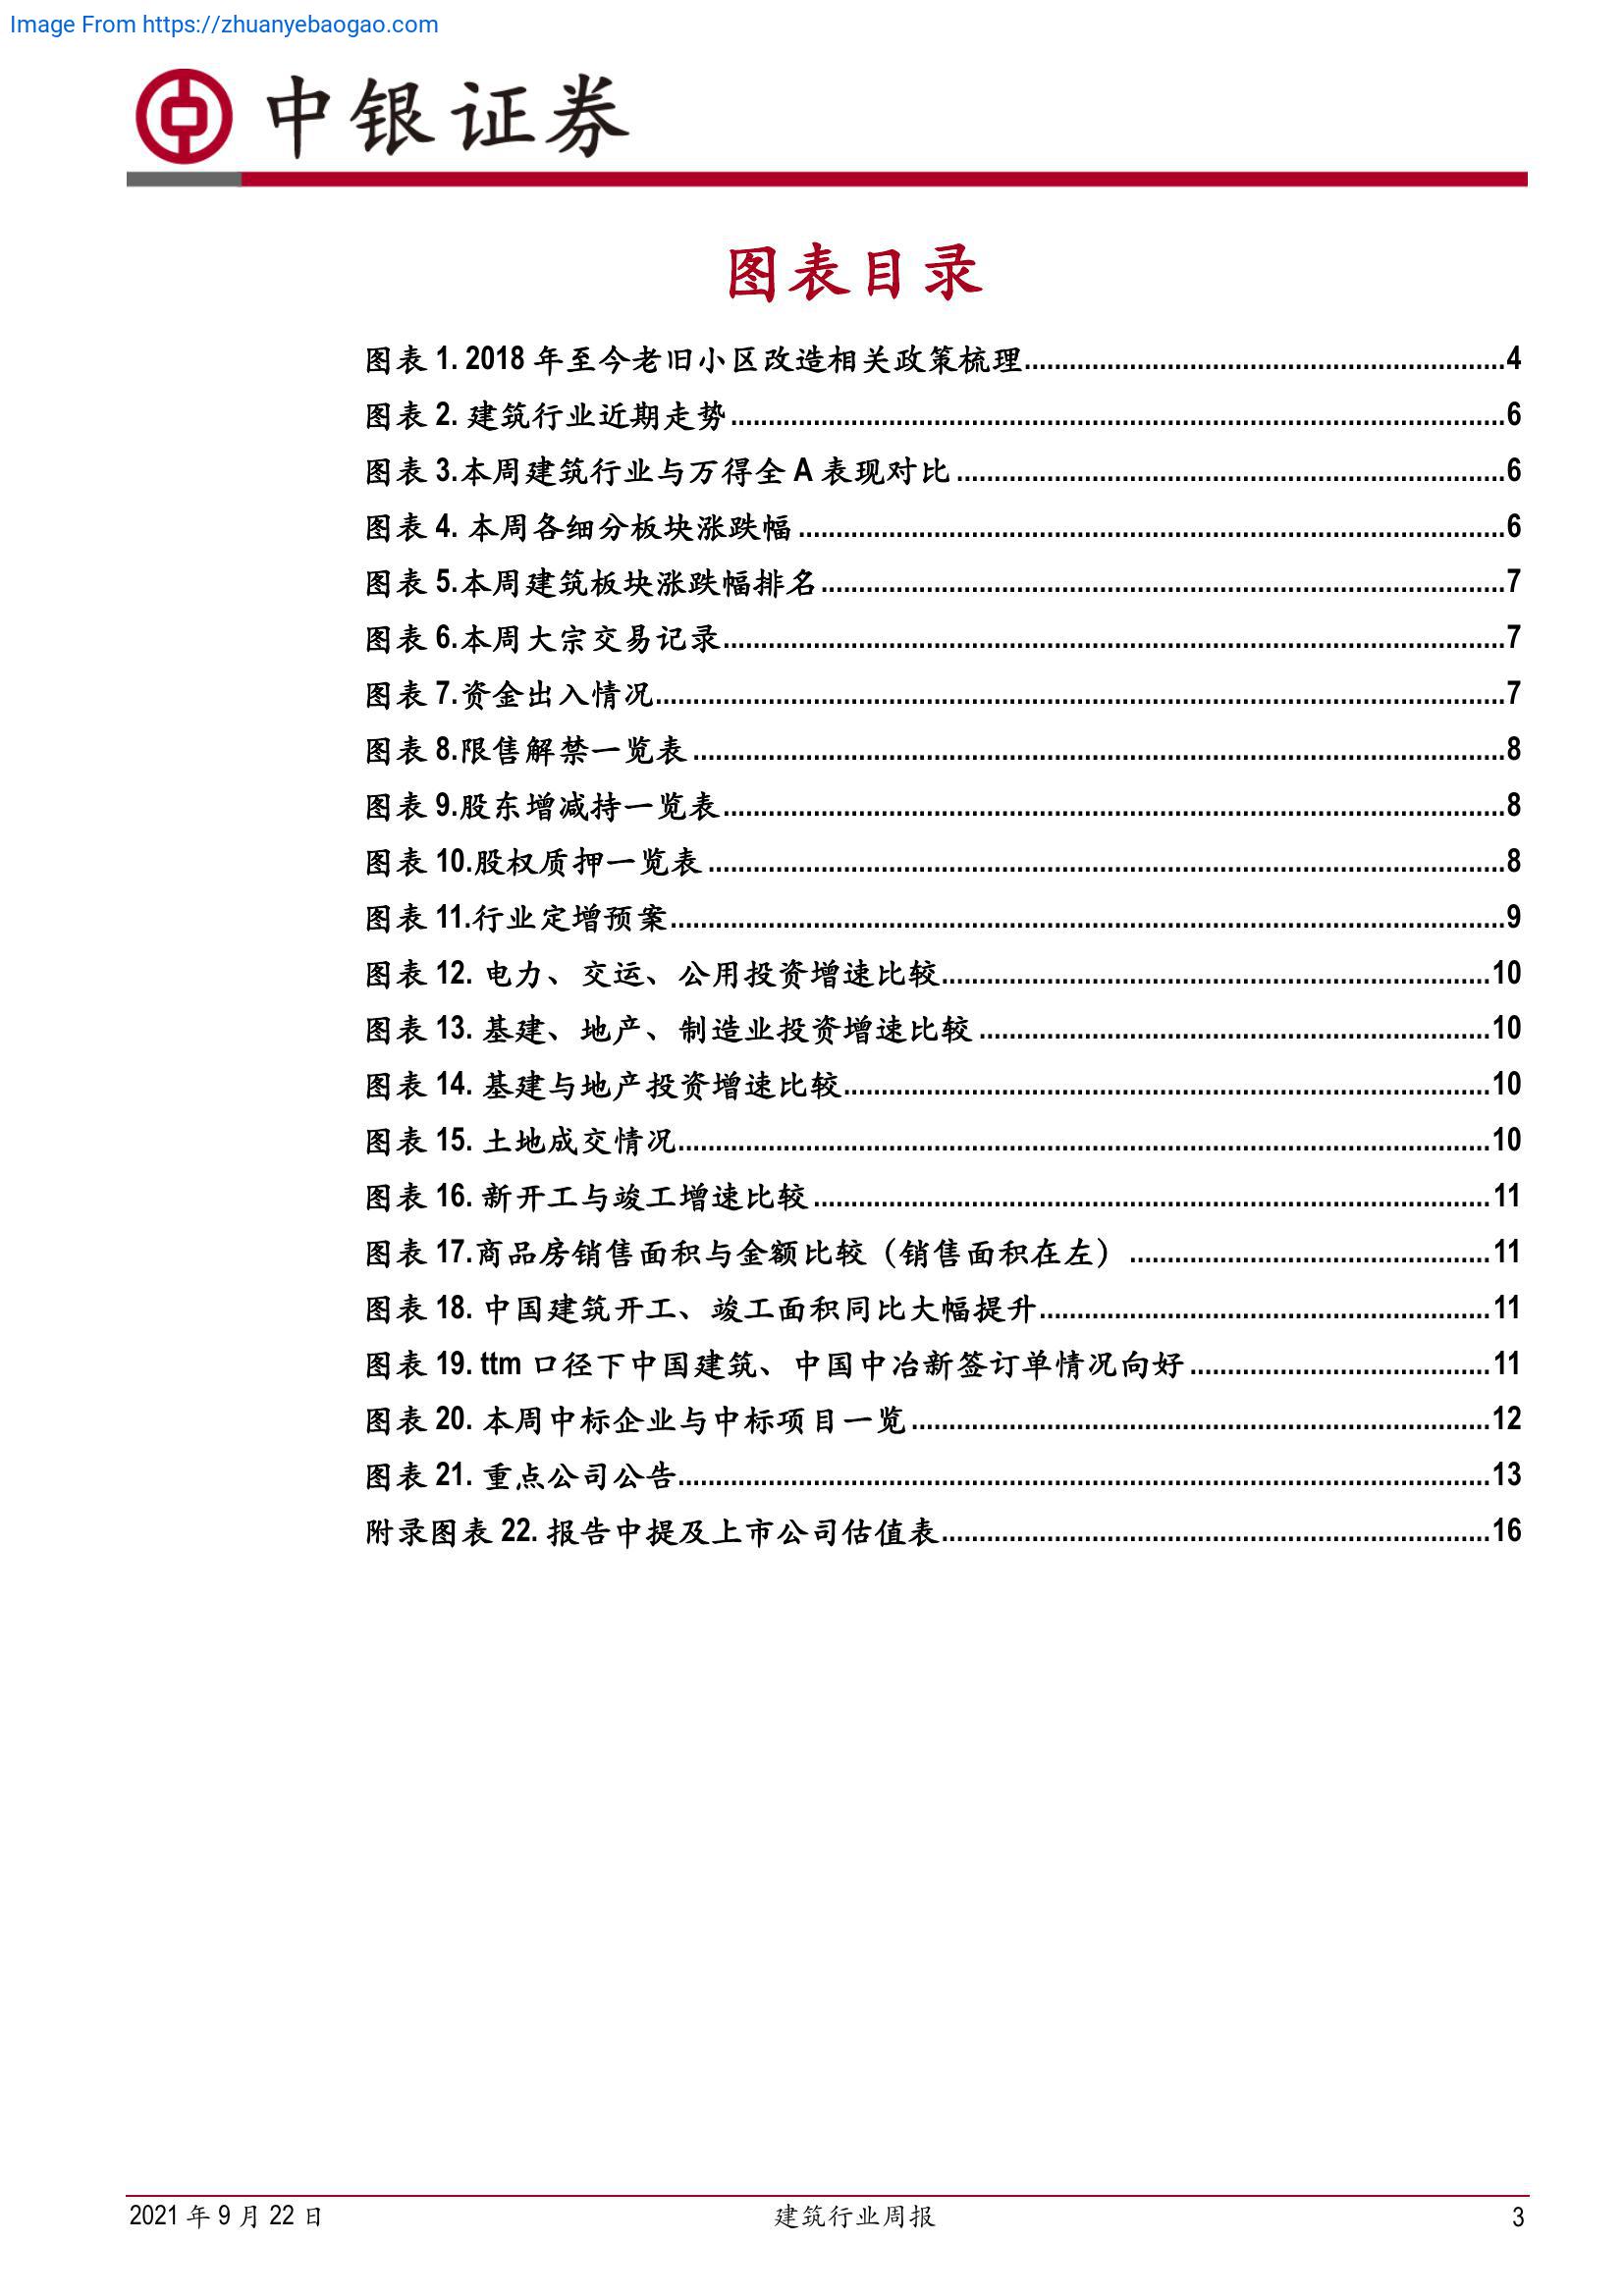 Image From https://zhuanyebaogao.com
中银证券
图表目录
图表 1. 2018 年至今老旧小区改造相关政策梳理................................................................4
图表 2. 建筑行业近期走势................................................................6
图表 3.本周建筑行业与万得全 A 表现对比................................................................6
图表 4. 本周各细分板块涨跌幅................................................................6
图表 5.本周建筑板块涨跌幅排名................................................................7
图表 6.本周大宗交易记录................................................................7
图表 7.资金出入情况................................................................7
图表 8.限售解禁一览表................................................................8
图表 9.股东增减持一览表................................................................8
图表 10.股权质押一览表................................................................8
图表 11.行业定增预案................................................................9
图表 12. 电力、交运、公用投资增速比较................................................................10
图表 13. 基建、地产、制造业投资增速比较................................................................10
图表 14. 基建与地产投资增速比较................................................................10
图表 15. 土地成交情况................................................................10
图表 16. 新开工与竣工增速比较................................................................11
图表 17.商品房销售面积与金额比较（销售面积在左）................................................................11
图表 18. 中国建筑开工、竣工面积同比大幅提升................................................................11
图表 19. ttm 口径下中国建筑、中国中冶新签订单情况向好................................................................11
图表 20. 本周中标企业与中标项目一览................................................................12
图表 21. 重点公司公告................................................................13
附录图表 22. 报告中提及上市公司估值表................................................................16
2021 年 9 月 22 日
建筑行业周报
3